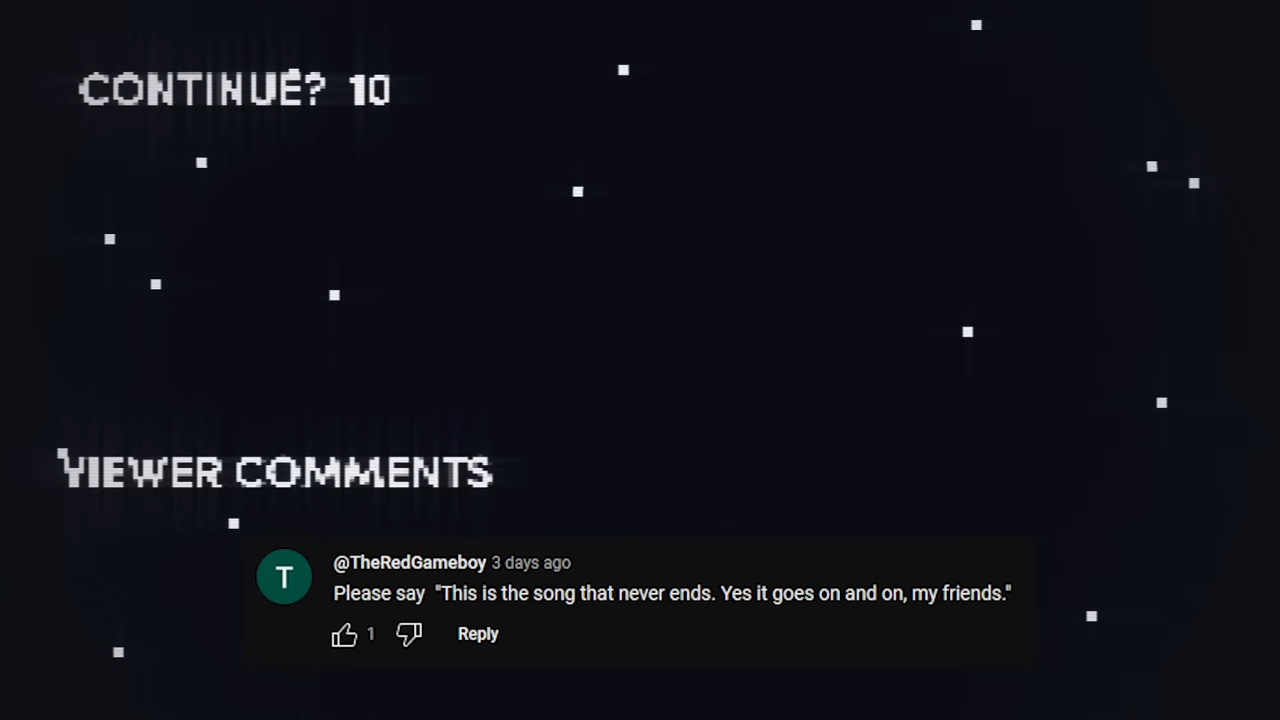 CONTINUE? 10
VIEWER COMMENTS
T
@TheRedGameboy 3 days ago
Please say "This is the song that never ends. Yes it goes on and on, my friends."
1 Reply